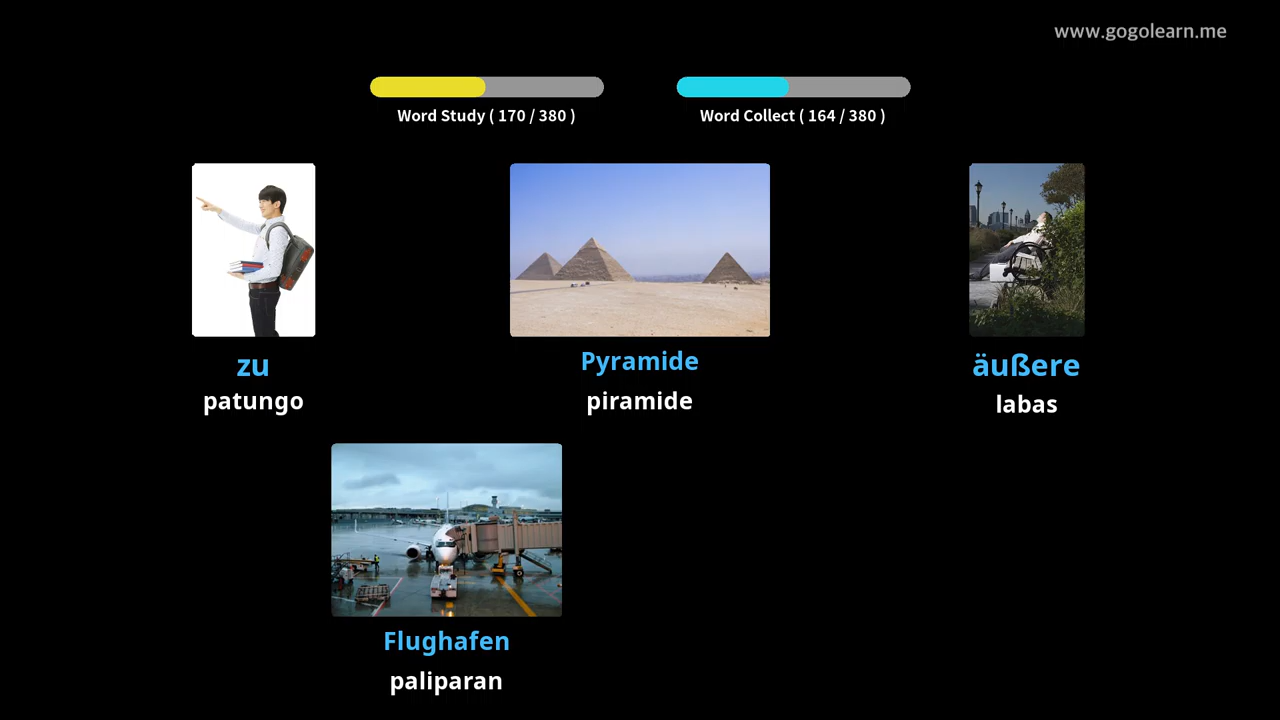 www.gogolearn.me
Word Study ( 170 / 380 )
Word Collect ( 164 / 380 )
zu
patungo
Pyramide
piramide
äußere
labas
Flughafen
paliparan